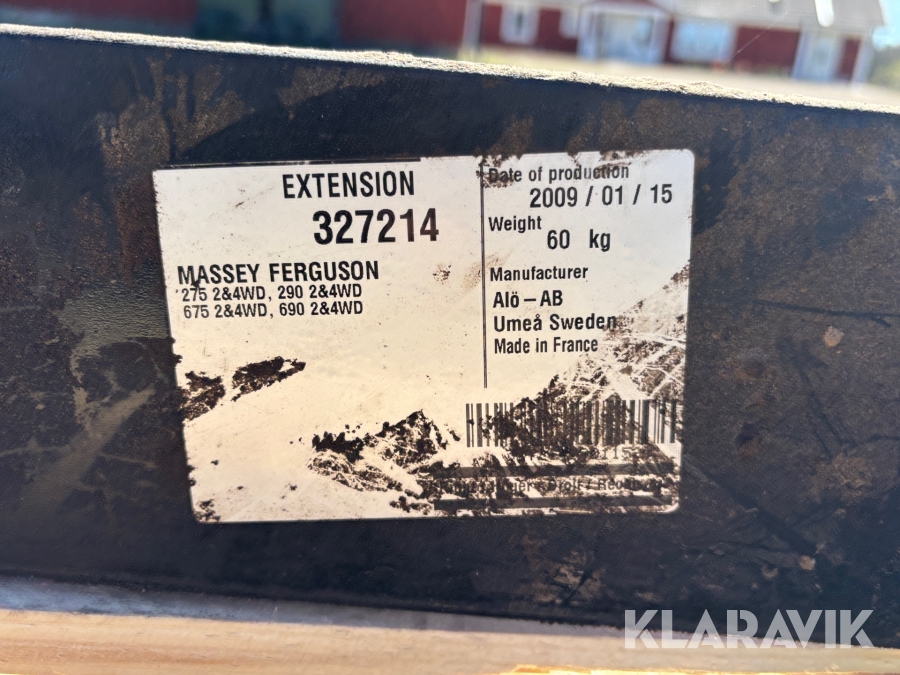 EXTENSION
327214
MASSEY FERGUSON
275 2&4WD, 290 2&4WD
675 2&4WD, 690 2&4WD
Date of production
2009 / 01 / 15
Weight
60 kg
Manufacturer
Alö – AB
Umeå Sweden
Made in France
KLARAVIK